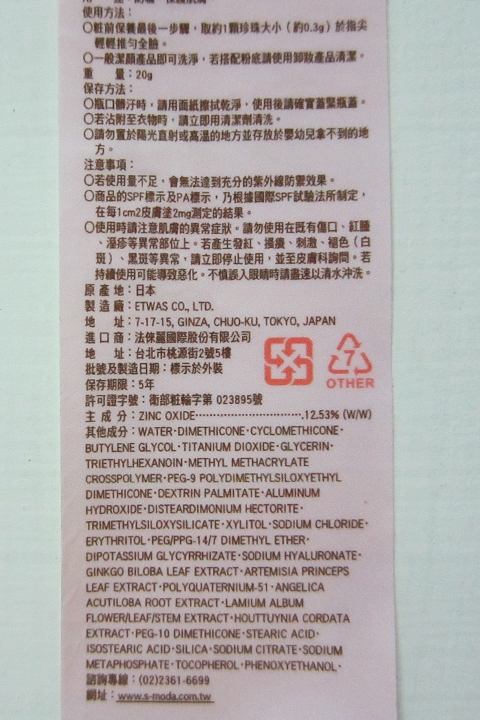 使用方法:
○粧前保養最後一步驟，取約1顆珍珠大小（約0.3g）於指尖
輕輕推勻全臉。
○一般潔顏產品即可洗淨，若搭配粉底請使用卸妝產品清潔。
重　　量：20g
保存方法：
○瓶口髒汙時，請用面紙擦拭乾淨，使用後請確實蓋緊瓶蓋。
○若沾附至衣物時，請立即用清潔劑清洗。
○請勿置於陽光直射或高溫的地方並存放於嬰幼兒拿不到的地
方。
注意事項：
○若使用量不足，會無法達到充分的紫外線防禦效果。
○商品的SPF標示及PA標示，乃根據國際SPF試驗法所制定，
在每1cm2皮膚塗2mg測定的結果。
○使用時請注意肌膚的異常症狀。請勿使用在既有傷口、紅腫
、溼疹等異常部位上。若產生發紅、搔癢、刺激、褪色（白
斑）、黑斑等異常，請立即停止使用，並至皮膚科詢問。若
持續使用可能導致惡化。不慎誤入眼睛時請盡速以清水沖洗。
原 產 地：日本
製 造 廠：ETWAS CO., LTD.
地　　址：7-17-15, GINZA, CHUO-KU, TOKYO, JAPAN
進 口 商：法徠麗國際股份有限公司
地　　址：台北市桃源街2號5樓
批號及製造日期：標示於外裝
保存期限：5年
7
OTHER
許可證字號：衛部粧輸字第 023895號
主 成 分：ZINC OXIDE·································12.53% (W/W)
其他成分：WATER·DIMETHICONE·CYCLOMETHICONE·
BUTYLENE GLYCOL·TITANIUM DIOXIDE·GLYCERIN·
TRIETHYLHEXANOIN·METHYL METHACRYLATE
CROSSPOLYMER·PEG-9 POLYDIMETHYLSILOXYETHYL
DIMETHICONE·DEXTRIN PALMITATE·ALUMINUM
HYDROXIDE·DISTEARDIMONIUM HECTORITE·
TRIMETHYLSILOXYSILICATE·XYLITOL·SODIUM CHLORIDE·
ERYTHRITOL·PEG/PPG-14/7 DIMETHYL ETHER·
DIPOTASSIUM GLYCYRRHIZATE·SODIUM HYALURONATE·
GINKGO BILOBA LEAF EXTRACT·ARTEMISIA PRINCEPS
LEAF EXTRACT·POLYQUATERNIUM-51·ANGELICA
ACUTILOBA ROOT EXTRACT·LAMIUM ALBUM
FLOWER/LEAF/STEM EXTRACT·HOUTTUYNIA CORDATA
EXTRACT·PEG-10 DIMETHICONE·STEARIC ACID·
ISOSTEARIC ACID·SILICA·SODIUM CITRATE·SODIUM
METAPHOSPHATE·TOCOPHEROL·PHENOXYETHANOL·
諮詢專線：(02)2361-6699
網址：www.s-moda.com.tw